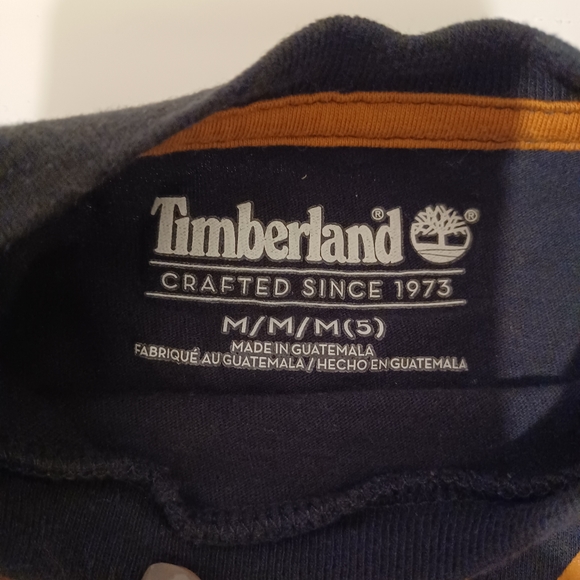 Timberland® ®
CRAFTED SINCE 1973
M/M/M(5)
MADE IN GUATEMALA
FABRIQUÉ AU GUATEMALA / HECHO EN GUATEMALA